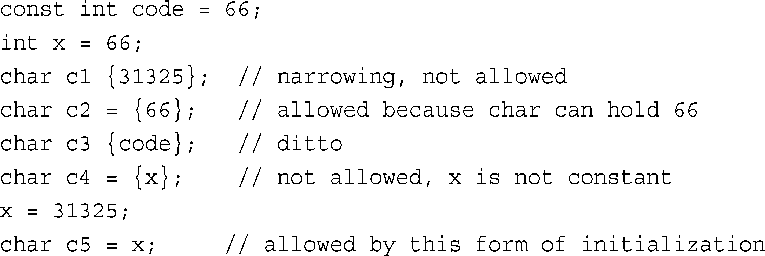 const int code = 66;
int x = 66;
char c1 {31325};  // narrowing, not allowed
char c2 = {66};   // allowed because char can hold 66
char c3 {code};   // ditto
char c4 = {x};    // not allowed, x is not constant
x = 31325;
char c5 = x;     // allowed by this form of initialization